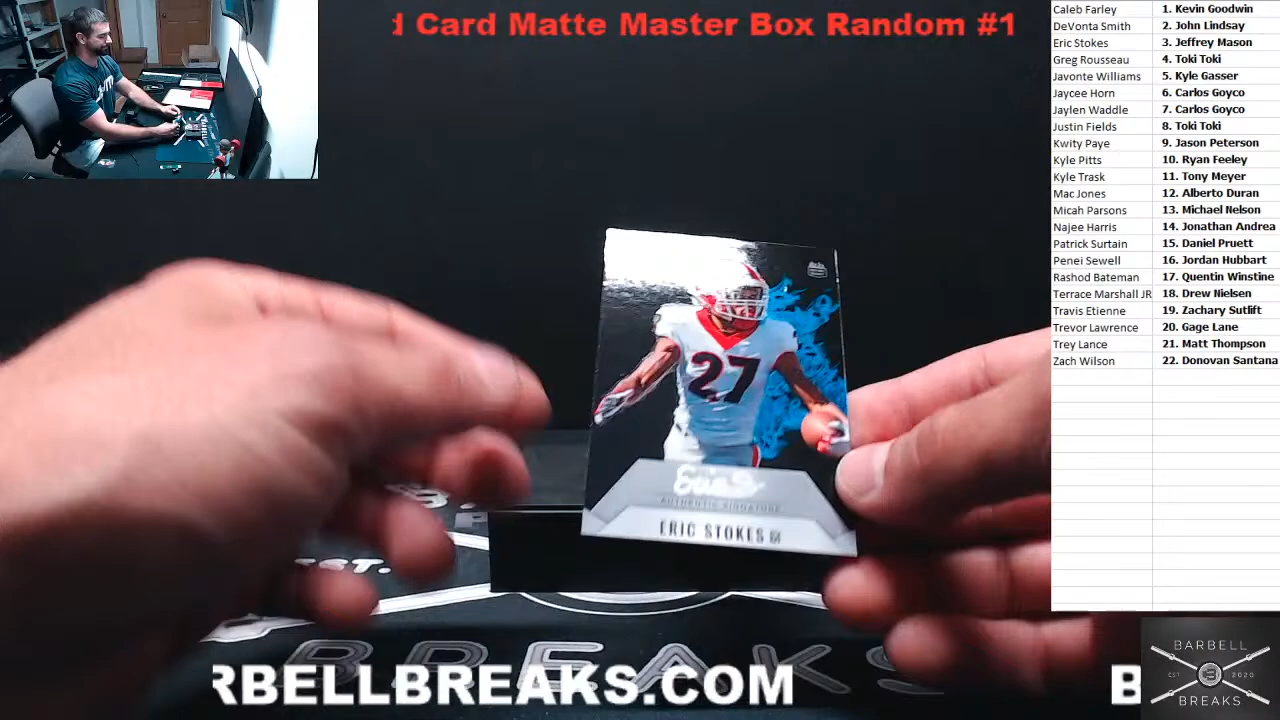 d Card Matte Master Box Random #1
Caleb Farley 1. Kevin Goodwin
DeVonta Smith 2. John Lindsay
Eric Stokes 3. Jeffrey Mason
Greg Rousseau 4. Toki Toki
Javonte Williams 5. Kyle Gasser
Jaycee Horn 6. Carlos Goyco
Jaylen Waddle 7. Carlos Goyco
Justin Fields 8. Toki Toki
Kwity Paye 9. Jason Peterson
Kyle Pitts 10. Ryan Feeley
Kyle Trask 11. Tony Meyer
Mac Jones 12. Alberto Duran
Micah Parsons 13. Michael Nelson
Najee Harris 14. Jonathan Andrea
Patrick Surtain 15. Daniel Pruett
Penei Sewell 16. Jordan Hubbart
Rashod Bateman 17. Quentin Winstine
Terrace Marshall JR 18. Drew Nielsen
Travis Etienne 19. Zachary Sutlift
Trevor Lawrence 20. Gage Lane
Trey Lance 21. Matt Thompson
Zach Wilson 22. Donovan Santana
27
AUTHENTIC SIGNATURE
ERIC STOKES
EST.
BREAKS
RBELLBREAKS.COM
B
BARBELL
EST B 2020
BREAKS